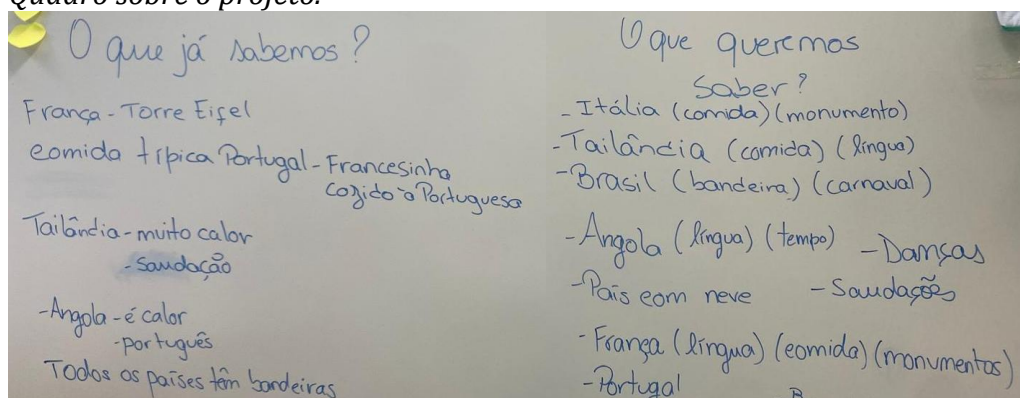 Quadro sobre o projeto.
O que já sabemos?
França - Torre Eifel
comida típica Portugal - Francesinha
cozido à Portuguesa
Tailândia - muito calor
- Saudação
- Angola - é calor
- português
Todos os países têm bandeiras
O que queremos
saber?
- Itália (comida) (monumento)
- Tailância (comida) (língua)
- Brasil (bandeira) (carnaval)
- Angola (língua) (tempo) - Danças
- País com neve - Saudações
- França (língua) (comida) (monumentos)
- Portugal